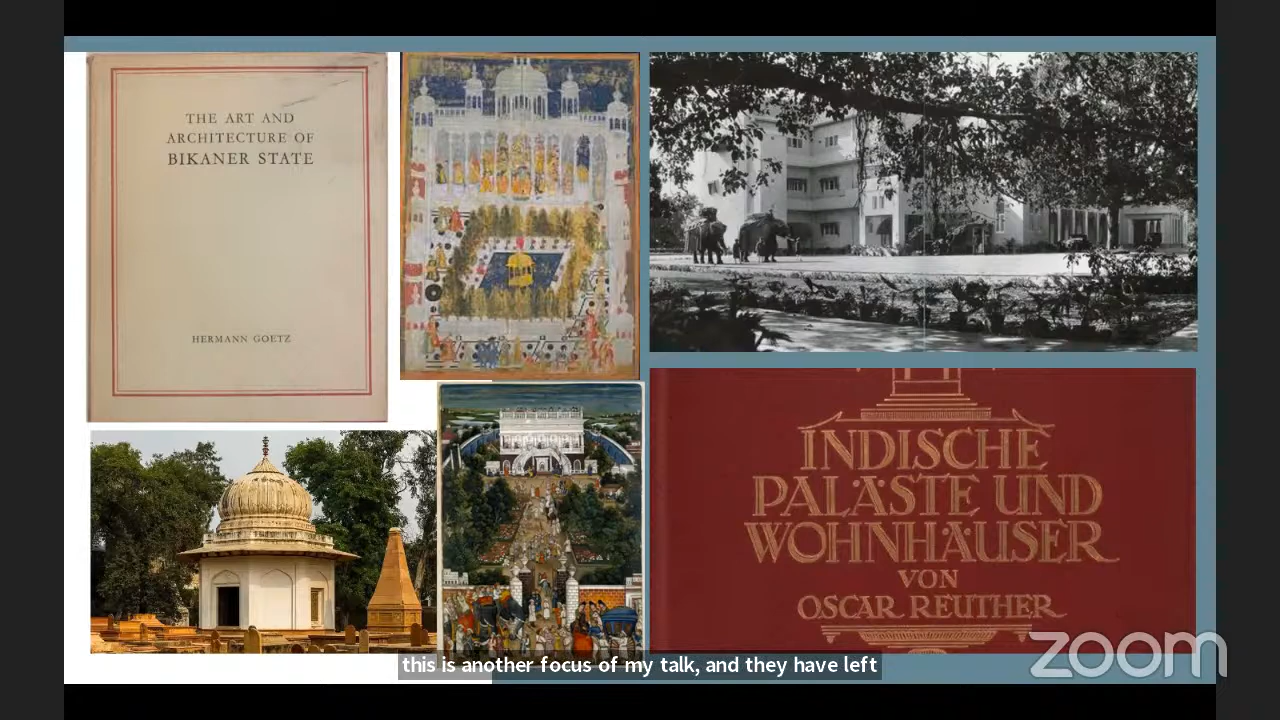 THE ART AND
ARCHITECTURE OF
BIKANER STATE
HERMANN GOETZ
INDISCHE
PALÄSTE UND
WOHNHÄUSER
VON
OSCAR REUTHER
this is another focus of my talk, and they have left
zoom